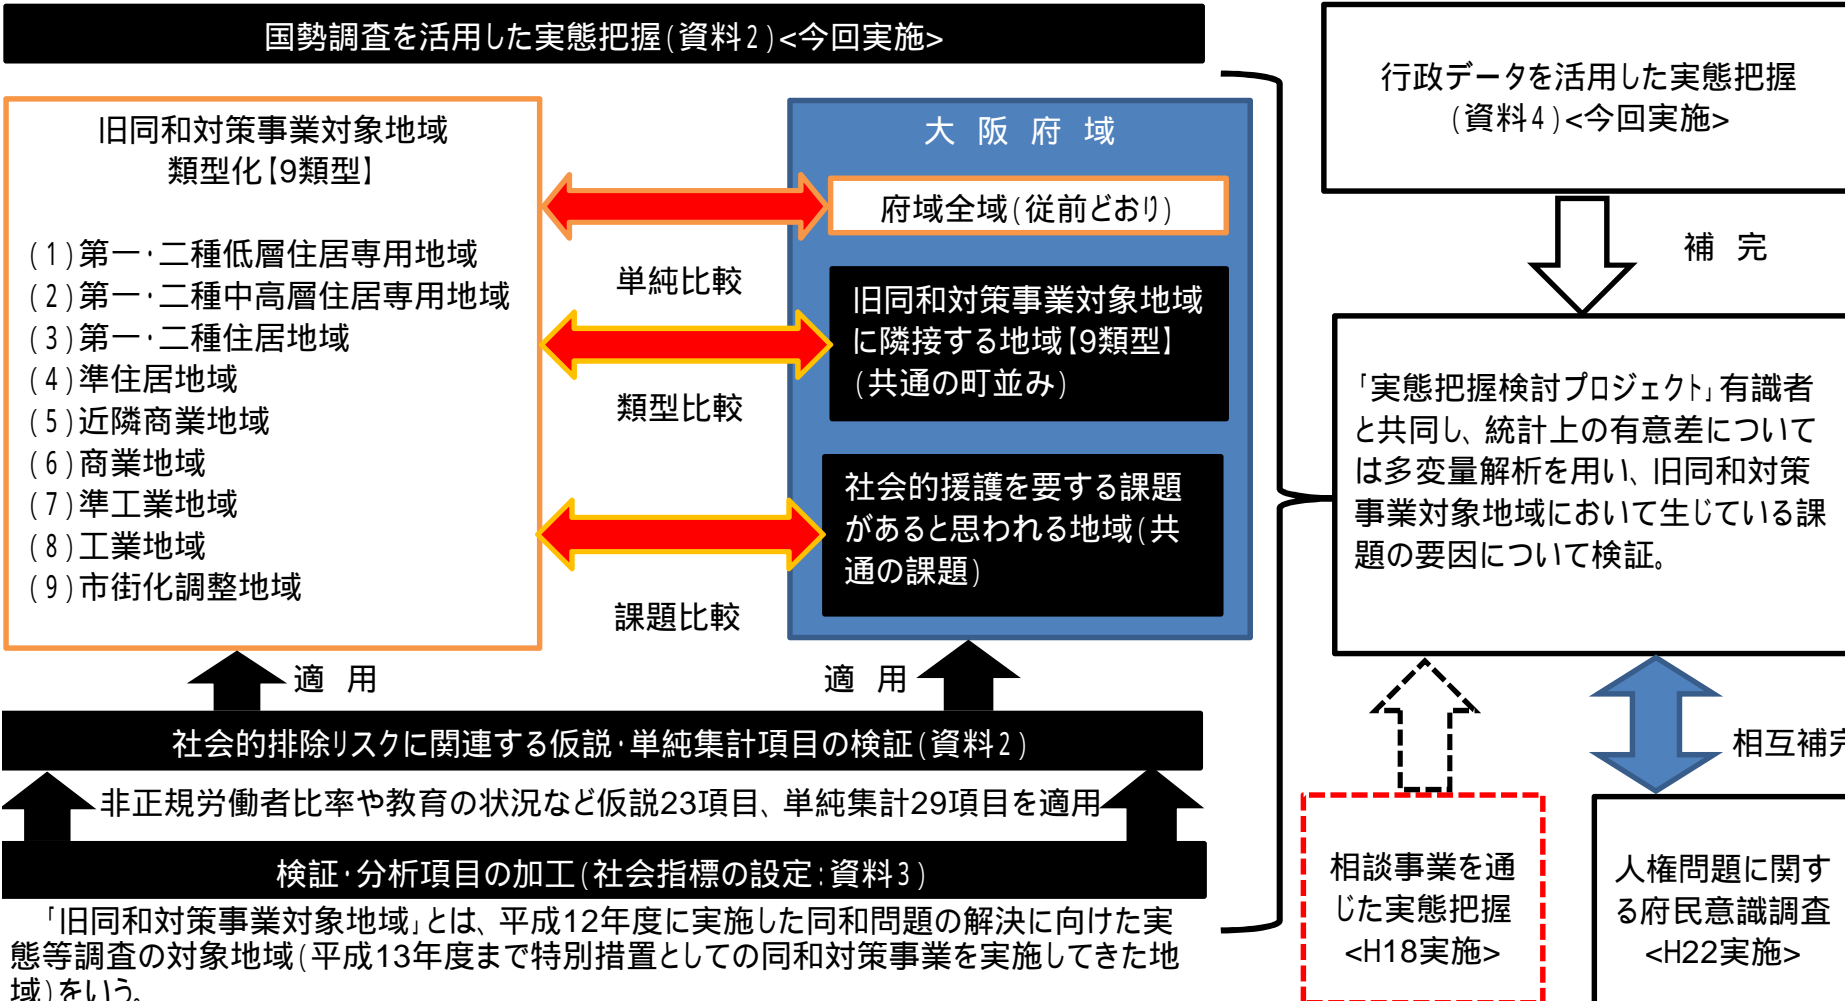 国勢調査を活用した実態把握(資料2)<今回実施>
旧同和対策事業対象地域
類型化【9類型】
(1)第一・二種低層住居専用地域
(2)第一・二種中高層住居専用地域
(3)第一・二種住居地域
(4)準住居地域
(5)近隣商業地域
(6)商業地域
(7)準工業地域
(8)工業地域
(9)市街化調整地域
単純比較
類型比較
課題比較
大阪府域
府域全域(従前どおり)
旧同和対策事業対象地域
に隣接する地域【9類型】
(共通の町並み)
社会的援護を要する課題
があると思われる地域(共
通の課題)
適用
適用
社会的排除リスクに関連する仮説・単純集計項目の検証(資料2)
非正規労働者比率や教育の状況など仮説23項目、単純集計29項目を適用
検証・分析項目の加工(社会指標の設定:資料3)
「旧同和対策事業対象地域」とは、平成12年度に実施した同和問題の解決に向けた実
態等調査の対象地域(平成13年度まで特別措置としての同和対策事業を実施してきた地
域)をいう。
行政データを活用した実態把握
(資料4)<今回実施>
補完
「実態把握検討プロジェクト」有識者
と共同し、統計上の有意差について
は多変量解析を用い、旧同和対策
事業対象地域において生じている課
題の要因について検証。
相互補完
相談事業を通
じた実態把握
<H18実施>
人権問題に関す
る府民意識調査
<H22実施>